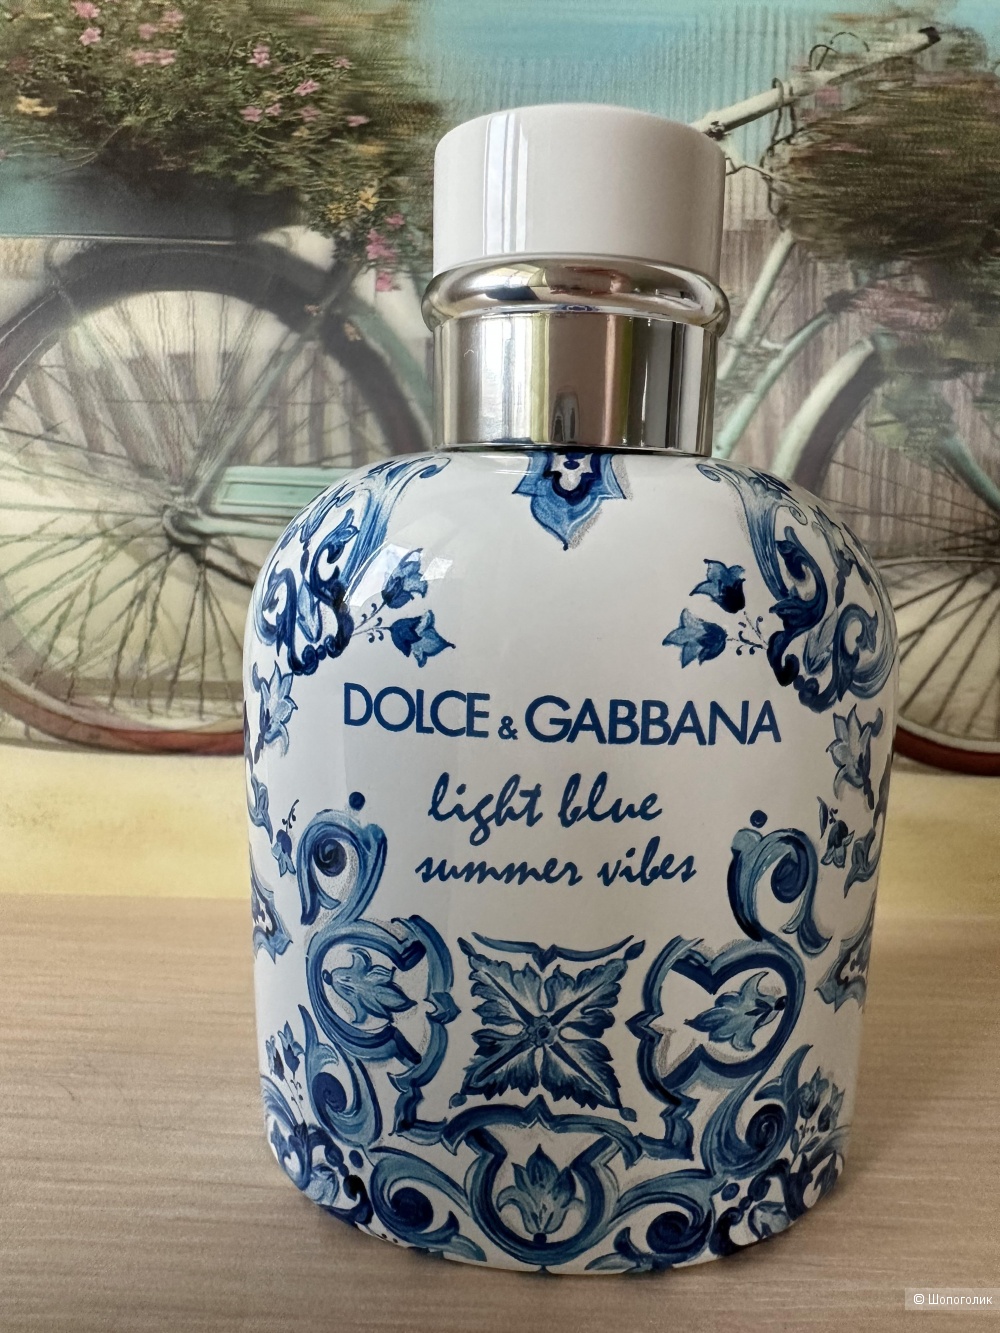 DOLCE & GABBANA
light blue
summer vibes
© Шопоголик